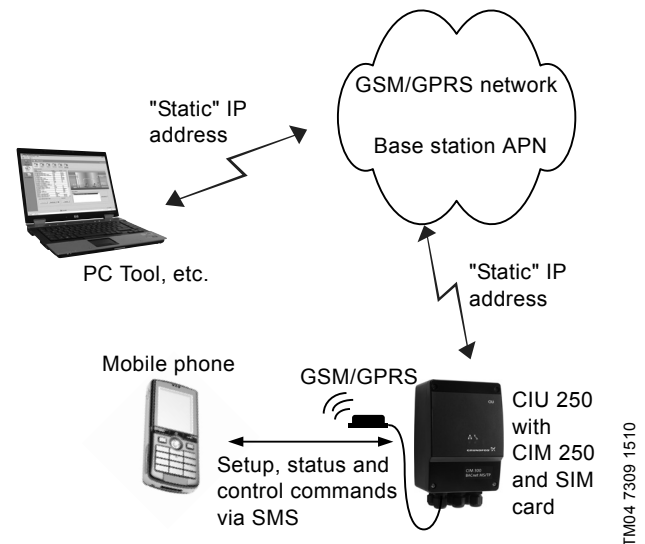 GSM/GPRS network
Base station APN
"Static" IP
address
PC Tool, etc.
"Static" IP
address
Mobile phone
GSM/GPRS
Setup, status and
control commands
via SMS
CIU 250
with
CIM 250
and SIM
card
TM04 7309 1510